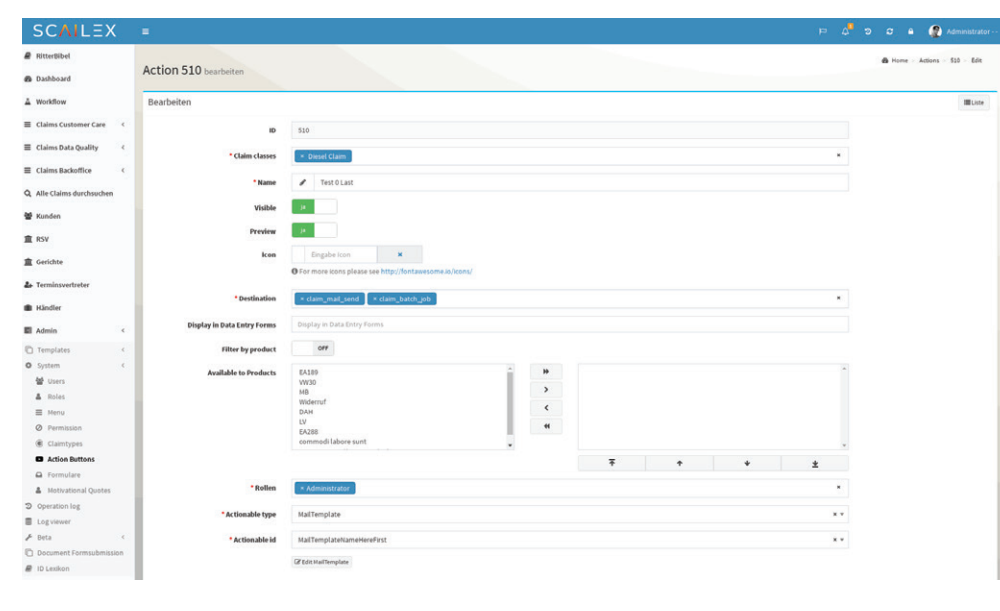 SCAILEX
Administrator
RitterBibel
Dashboard
Workflow
Claims Customer Care
Claims Data Quality
Claims Backoffice
Alle Claims durchsuchen
Kunden
RSV
Gerichte
Terminsvertreter
Händler
Admin
Templates
System
Users
Roles
Menu
Permission
Claimtypes
Action Buttons
Formulare
Motivational Quotes
Operation log
Log viewer
Beta
Document Formsubmission
ID Lexikon
Action 510 bearbeiten
Home Actions 510 Edit
Bearbeiten
Liste
ID 510
* Claim classes × Diesel Claim
* Name Test 0 Last
Visible JA
Preview JA
Icon Eingabe Icon
For more icons please see http://fontawesome.io/icons/
* Destination × claim_mail_send × claim_batch_job
Display in Data Entry Forms Display in Data Entry Forms
Filter by product OFF
Available to Products
EA189
VW30
MB
Widerruf
DAH
LV
EA288
commodi labore sunt
* Rollen × Administrator
* Actionable type MailTemplate
* Actionable id MailTemplateNameHereFirst
Edit MailTemplate